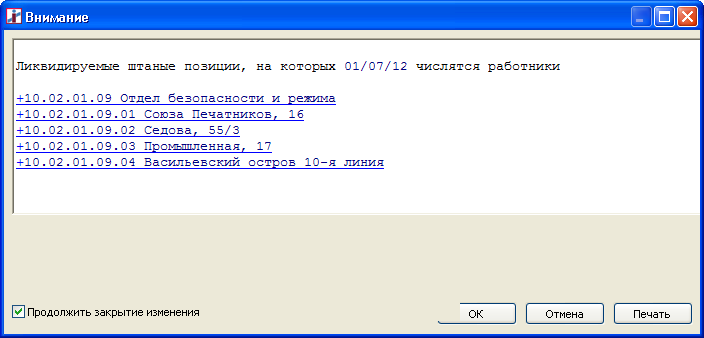 Внимание
Ликвидируемые штаные позиции, на которых 01/07/12 числятся работники
+10.02.01.09 Отдел безопасности и режима
+10.02.01.09.01 Союза Печатников, 16
+10.02.01.09.02 Седова, 55/3
+10.02.01.09.03 Промышленная, 17
+10.02.01.09.04 Васильевский остров 10-я линия
Продолжить закрытие изменения
ОК
Отмена
Печать